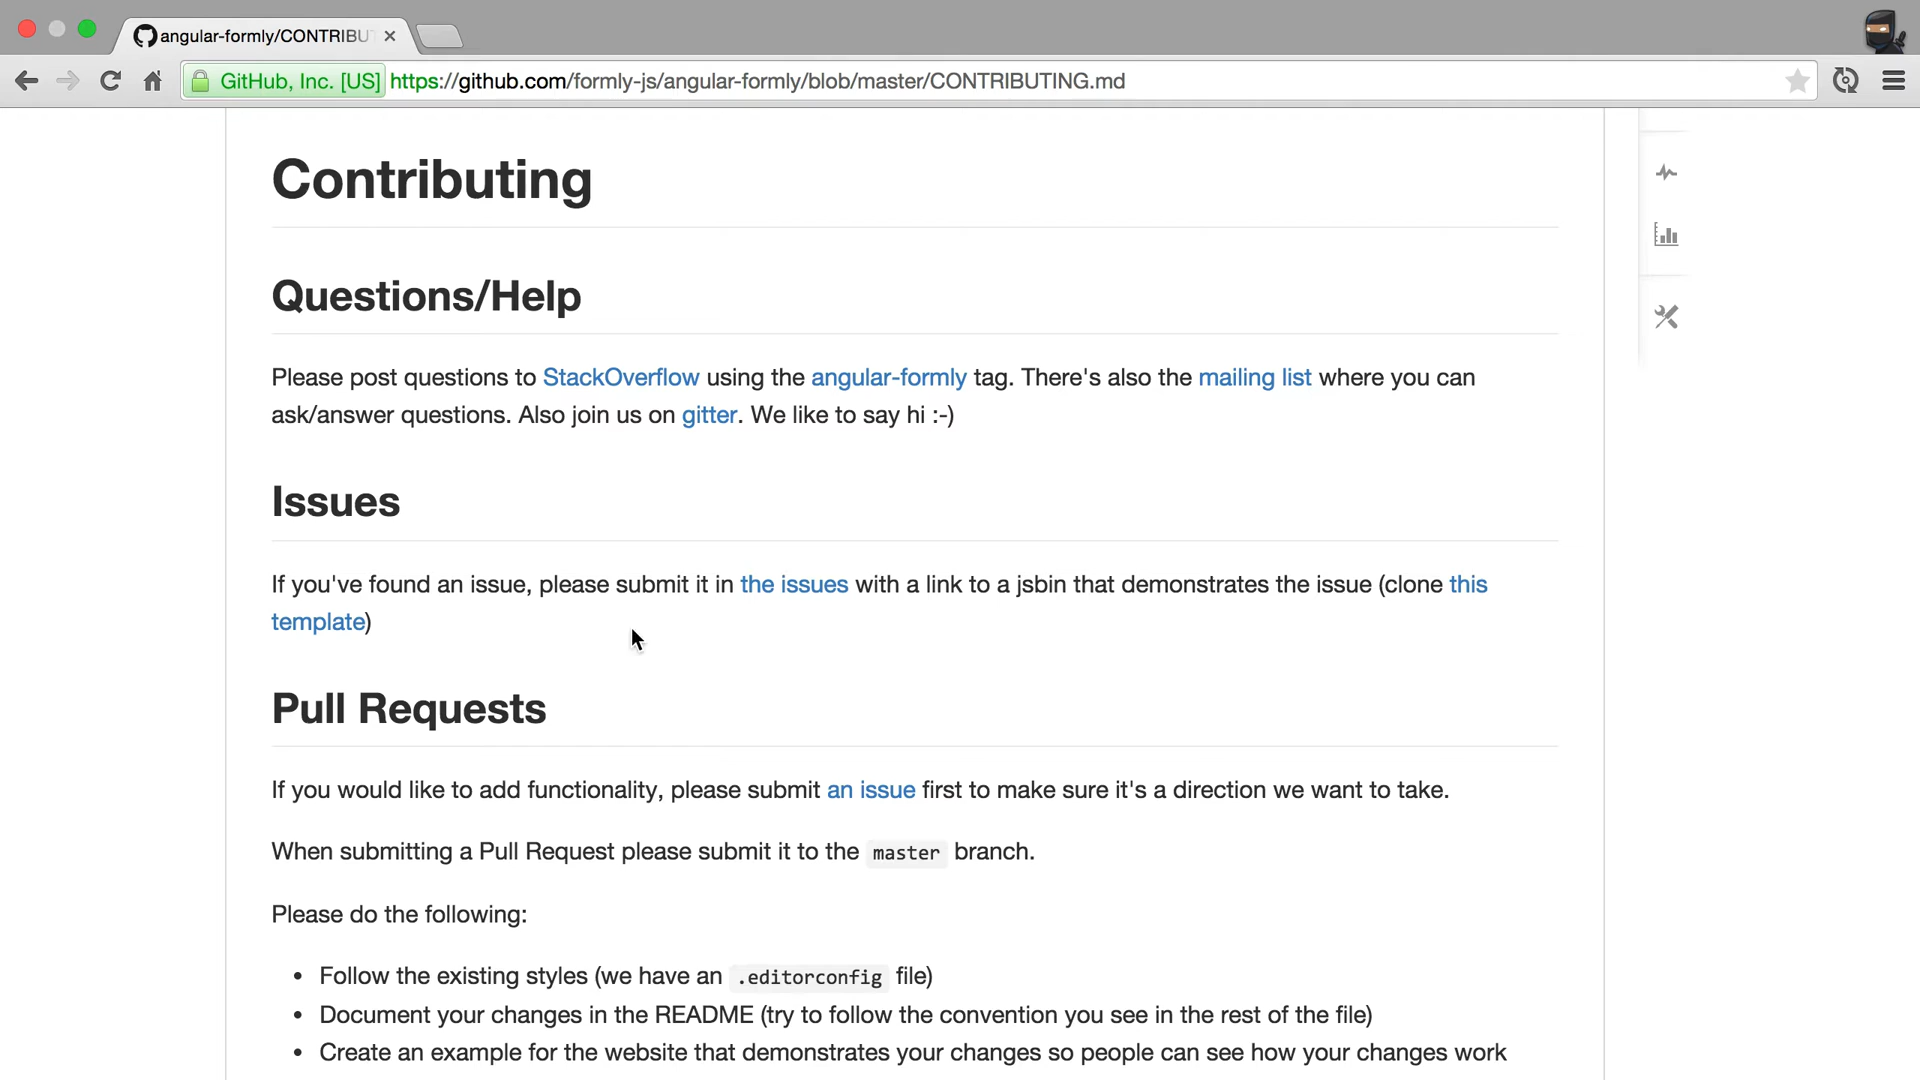 angular-formly/CONTRIBU
GitHub, Inc. [US] https://github.com/formly-js/angular-formly/blob/master/CONTRIBUTING.md
Contributing
Questions/Help
Please post questions to StackOverflow using the angular-formly tag. There's also the mailing list where you can
ask/answer questions. Also join us on gitter. We like to say hi :-)
Issues
If you've found an issue, please submit it in the issues with a link to a jsbin that demonstrates the issue (clone this
template)
Pull Requests
If you would like to add functionality, please submit an issue first to make sure it's a direction we want to take.
When submitting a Pull Request please submit it to the master branch.
Please do the following:
• Follow the existing styles (we have an .editorconfig file)
• Document your changes in the README (try to follow the convention you see in the rest of the file)
• Create an example for the website that demonstrates your changes so people can see how your changes work